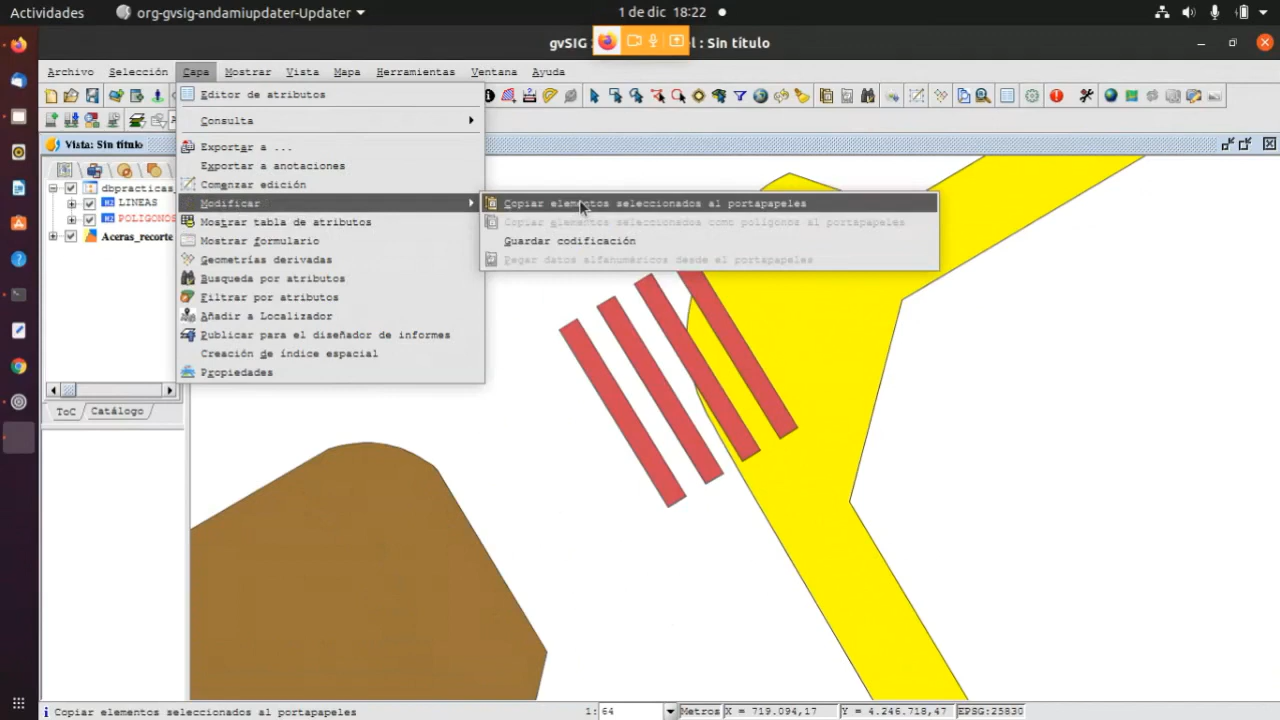 Actividades
org-gvsig-andamiupdater-Updater
1 de dic 18:22
gvSIG
: Sin título
Archivo Selección Capa Mostrar Vista Mapa Herramientas Ventana Ayuda
Editor de atributos
Consulta
Exportar a ...
Exportar a anotaciones
Comenzar edición
Modificar
Mostrar tabla de atributos
Mostrar formulario
Geometrías derivadas
Busqueda por atributos
Filtrar por atributos
Añadir a Localizador
Publicar para el diseñador de informes
Creación de índice espacial
Propiedades
Copiar elementos seleccionados al portapapeles
Copiar elementos seleccionados como polígonos al portapapeles
Guardar codificación
Pegar datos alfanuméricos desde el portapapeles
Vista: Sin título
dbpracticas_
H2 LINEAS
H2 POLIGONOS
Aceras_recorte
ToC Catálogo
Copiar elementos seleccionados al portapapeles
1: 64
Metros
X = 719.094,17
Y = 4.246.718,47
EPSG:25830